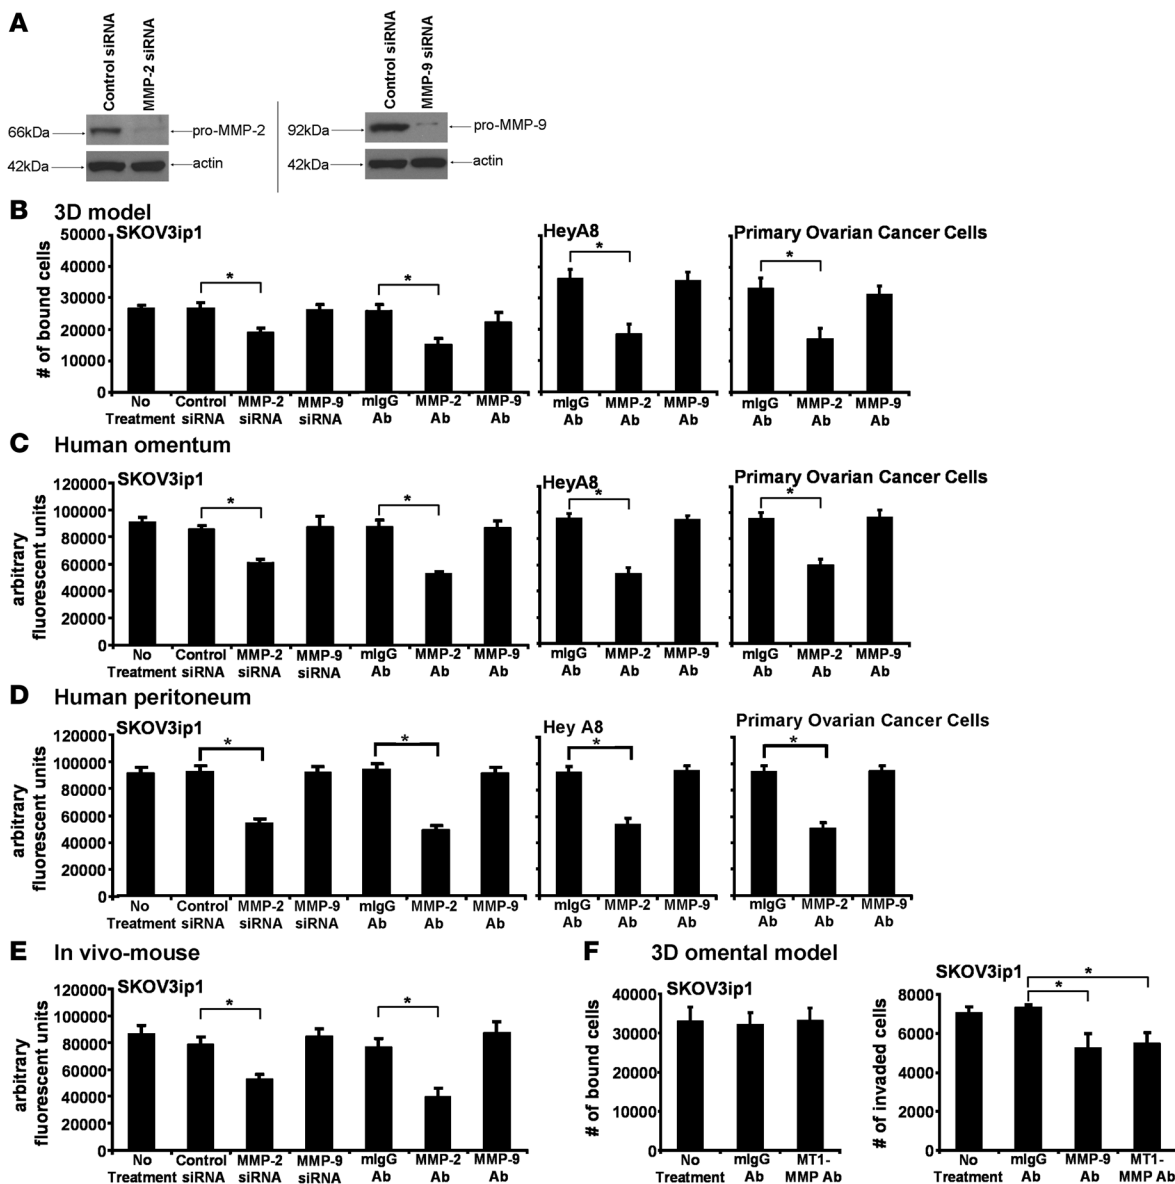 A
Control siRNA
MMP-2 siRNA
Control siRNA
MMP-9 siRNA
66kDa
pro-MMP-2
42kDa
actin
92kDa
pro-MMP-9
42kDa
actin
B 3D model
SKOV3ip1
HeyA8
Primary Ovarian Cancer Cells
# of bound cells
50000
40000
30000
20000
10000
0
*
*
*
*
No Treatment
Control siRNA
MMP-2 siRNA
MMP-9 siRNA
mIgG Ab
MMP-2 Ab
MMP-9 Ab
mIgG Ab
MMP-2 Ab
MMP-9 Ab
mIgG Ab
MMP-2 Ab
MMP-9 Ab
C Human omentum
SKOV3ip1
HeyA8
Primary Ovarian Cancer Cells
arbitrary
fluorescent units
120000
100000
80000
60000
40000
20000
0
*
*
*
*
No Treatment
Control siRNA
MMP-2 siRNA
MMP-9 siRNA
mIgG Ab
MMP-2 Ab
MMP-9 Ab
mIgG Ab
MMP-2 Ab
MMP-9 Ab
mIgG Ab
MMP-2 Ab
MMP-9 Ab
D Human peritoneum
SKOV3ip1
Hey A8
Primary Ovarian Cancer Cells
arbitrary
fluorescent units
120000
100000
80000
60000
40000
20000
0
*
*
*
*
No Treatment
Control siRNA
MMP-2 siRNA
MMP-9 siRNA
mIgG Ab
MMP-2 Ab
MMP-9 Ab
mIgG Ab
MMP-2 Ab
MMP-9 Ab
mIgG Ab
MMP-2 Ab
MMP-9 Ab
E In vivo-mouse
SKOV3ip1
arbitrary
fluorescent units
120000
100000
80000
60000
40000
20000
0
*
*
No Treatment
Control siRNA
MMP-2 siRNA
MMP-9 siRNA
mIgG Ab
MMP-2 Ab
MMP-9 Ab
F 3D omental model
SKOV3ip1
# of bound cells
40000
30000
20000
10000
0
No Treatment
mIgG Ab
MT1-MMP Ab
SKOV3ip1
# of invaded cells
8000
6000
4000
2000
0
*
*
No Treatment
mIgG Ab
MMP-9 Ab
MT1-MMP Ab